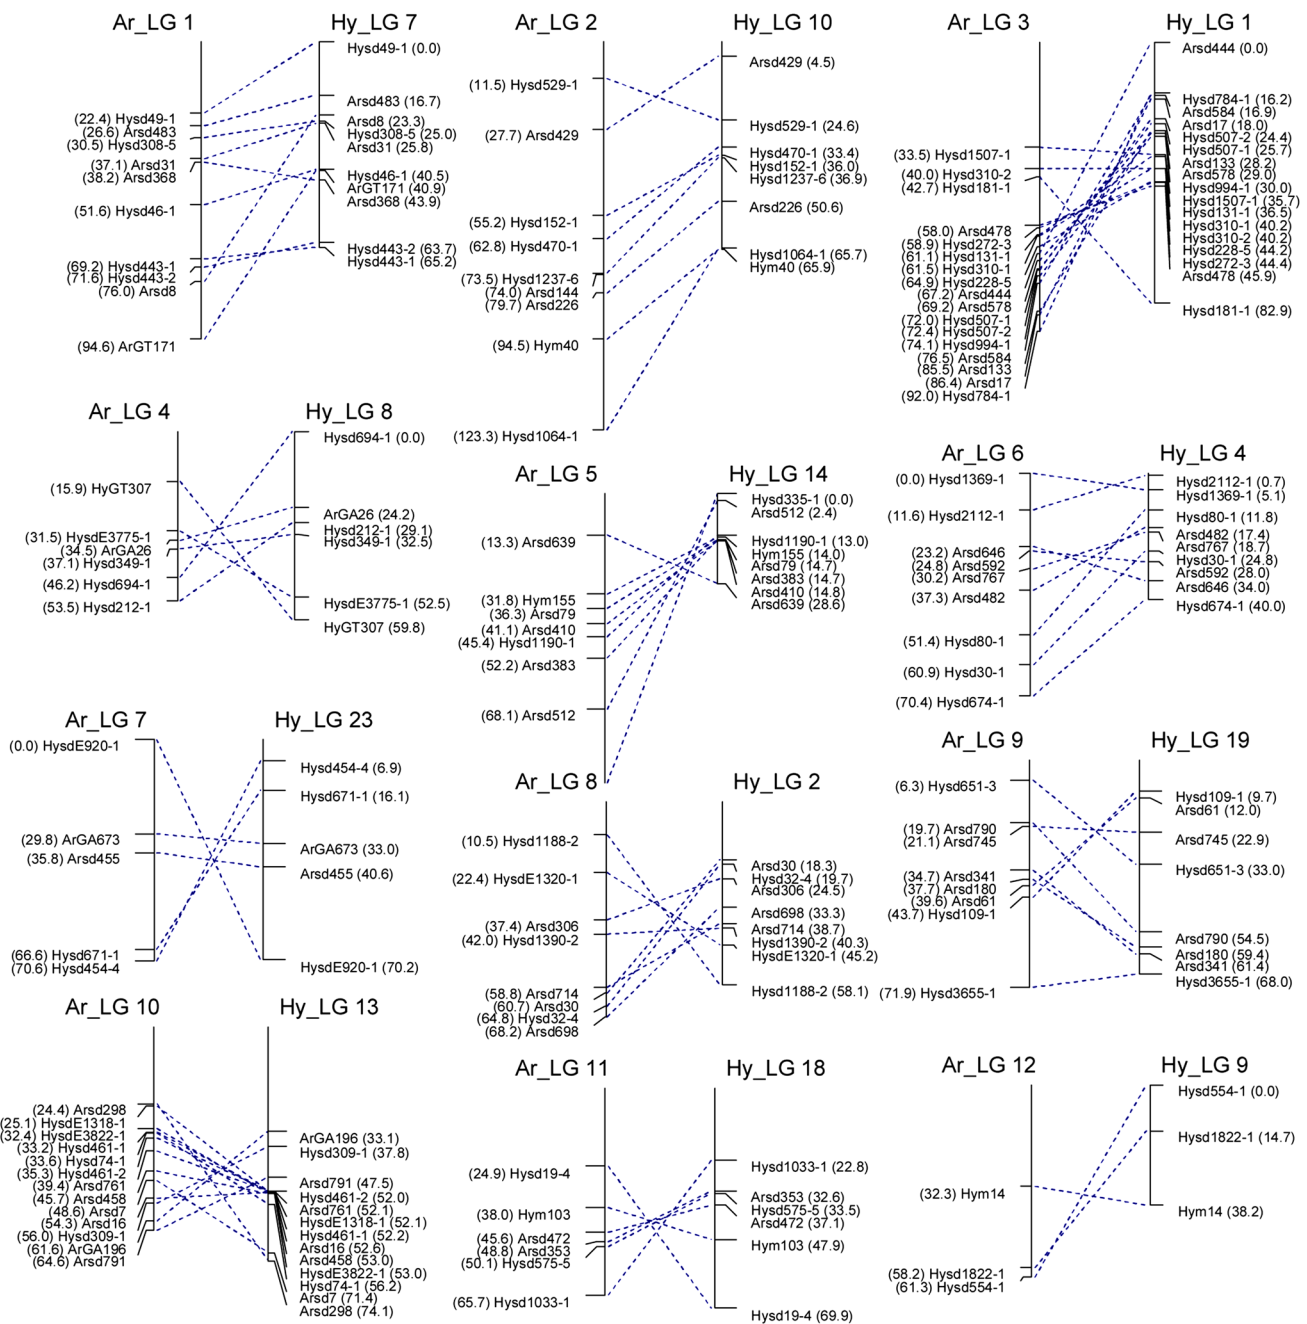 Ar_LG 1
Hy_LG 7
Hysd49-1 (0.0)
Arsd483 (16.7)
Arsd8 (23.3)
Hysd308-5 (25.0)
Arsd31 (25.8)
Hysd46-1 (40.5)
ArGT171 (40.9)
Arsd368 (43.9)
Hysd443-2 (63.7)
Hysd443-1 (65.2)
(22.4) Hysd49-1
(26.6) Arsd483
(30.5) Hysd308-5
(37.1) Arsd31
(38.2) Arsd368
(51.6) Hysd46-1
(69.2) Hysd443-1
(71.6) Hysd443-2
(76.0) Arsd8
(94.6) ArGT171
Ar_LG 2
Hy_LG 10
(11.5) Hysd529-1
(27.7) Arsd429
(55.2) Hysd152-1
(62.8) Hysd470-1
(73.5) Hysd1237-6
(74.0) Arsd144
(79.7) Arsd226
(94.5) Hym40
(123.3) Hysd1064-1
Arsd429 (4.5)
Hysd529-1 (24.6)
Hysd470-1 (33.4)
Hysd152-1 (36.0)
Hysd1237-6 (36.9)
Arsd226 (50.6)
Hysd1064-1 (65.7)
Hym40 (65.9)
Ar_LG 3
Hy_LG 1
(33.5) Hysd1507-1
(40.0) Hysd310-2
(42.7) Hysd181-1
(58.0) Arsd478
(58.9) Hysd272-3
(61.1) Hysd131-1
(61.5) Hysd310-1
(64.9) Hysd228-5
(67.2) Arsd444
(69.2) Arsd578
(72.0) Hysd507-1
(72.4) Hysd507-2
(74.1) Hysd994-1
(76.5) Arsd584
(85.5) Arsd133
(86.4) Arsd17
(92.0) Hysd784-1
Arsd444 (0.0)
Hysd784-1 (16.2)
Arsd584 (16.9)
Arsd17 (18.0)
Hysd507-2 (24.4)
Hysd507-1 (25.7)
Arsd133 (28.2)
Arsd578 (29.0)
Hysd994-1 (30.0)
Hysd1507-1 (35.7)
Hysd131-1 (36.5)
Hysd310-1 (40.2)
Hysd310-2 (40.2)
Hysd228-5 (44.2)
Hysd272-3 (44.4)
Arsd478 (45.9)
Hysd181-1 (82.9)
Ar_LG 4
Hy_LG 8
(15.9) HyGT307
(31.5) HysdE3775-1
(34.5) ArGA26
(37.1) Hysd349-1
(46.2) Hysd694-1
(53.5) Hysd212-1
Hysd694-1 (0.0)
ArGA26 (24.2)
Hysd212-1 (29.1)
Hysd349-1 (32.5)
HysdE3775-1 (52.5)
HyGT307 (59.8)
Ar_LG 5
Hy_LG 14
(13.3) Arsd639
(31.8) Hym155
(36.3) Arsd79
(41.1) Arsd410
(45.4) Hysd1190-1
(52.2) Arsd383
(68.1) Arsd512
Hysd335-1 (0.0)
Arsd512 (2.4)
Hysd1190-1 (13.0)
Hym155 (14.0)
Arsd79 (14.7)
Arsd383 (14.7)
Arsd410 (14.8)
Arsd639 (28.6)
Ar_LG 6
Hy_LG 4
(0.0) Hysd1369-1
(11.6) Hysd2112-1
(23.2) Arsd646
(24.8) Arsd592
(30.2) Arsd767
(37.3) Arsd482
(51.4) Hysd80-1
(60.9) Hysd30-1
(70.4) Hysd674-1
Hysd2112-1 (0.7)
Hysd1369-1 (5.1)
Hysd80-1 (11.8)
Arsd482 (17.4)
Arsd767 (18.7)
Hysd30-1 (24.8)
Arsd592 (28.0)
Arsd646 (34.0)
Hysd674-1 (40.0)
Ar_LG 7
Hy_LG 23
(0.0) HysdE920-1
(29.8) ArGA673
(35.8) Arsd455
(66.6) Hysd671-1
(70.6) Hysd454-4
Hysd454-4 (6.9)
Hysd671-1 (16.1)
ArGA673 (33.0)
Arsd455 (40.6)
HysdE920-1 (70.2)
Ar_LG 8
Hy_LG 2
(10.5) Hysd1188-2
(22.4) HysdE1320-1
(37.4) Arsd306
(42.0) Hysd1390-2
(58.8) Arsd714
(60.7) Arsd30
(64.8) Hysd32-4
(68.2) Arsd698
Arsd30 (18.3)
Hysd32-4 (19.7)
Arsd306 (24.5)
Arsd698 (33.3)
Arsd714 (38.7)
Hysd1390-2 (40.3)
HysdE1320-1 (45.2)
Hysd1188-2 (58.1)
Ar_LG 9
Hy_LG 19
(6.3) Hysd651-3
(19.7) Arsd790
(21.1) Arsd745
(34.7) Arsd341
(37.7) Arsd180
(39.6) Arsd61
(43.7) Hysd109-1
(71.9) Hysd3655-1
Hysd109-1 (9.7)
Arsd61 (12.0)
Arsd745 (22.9)
Hysd651-3 (33.0)
Arsd790 (54.5)
Arsd180 (59.4)
Arsd341 (61.4)
Hysd3655-1 (68.0)
Ar_LG 10
Hy_LG 13
(24.4) Arsd298
(25.1) HysdE1318-1
(32.4) HysdE3822-1
(33.2) Hysd461-1
(33.6) Hysd74-1
(35.3) Hysd461-2
(39.4) Arsd761
(45.7) Arsd458
(48.6) Arsd7
(54.3) Arsd16
(56.0) Hysd309-1
(61.6) ArGA196
(64.6) Arsd791
ArGA196 (33.1)
Hysd309-1 (37.8)
Arsd791 (47.5)
Hysd461-2 (52.0)
Arsd761 (52.1)
HysdE1318-1 (52.1)
Hysd461-1 (52.2)
Arsd16 (52.6)
Arsd458 (53.0)
HysdE3822-1 (53.0)
Hysd74-1 (56.2)
Arsd7 (71.4)
Arsd298 (74.1)
Ar_LG 11
Hy_LG 18
(24.9) Hysd19-4
(38.0) Hym103
(45.6) Arsd472
(48.8) Arsd353
(50.1) Hysd575-5
(65.7) Hysd1033-1
Hysd1033-1 (22.8)
Arsd353 (32.6)
Hysd575-5 (33.5)
Arsd472 (37.1)
Hym103 (47.9)
Hysd19-4 (69.9)
Ar_LG 12
Hy_LG 9
(32.3) Hym14
(58.2) Hysd1822-1
(61.3) Hysd554-1
Hysd554-1 (0.0)
Hysd1822-1 (14.7)
Hym14 (38.2)